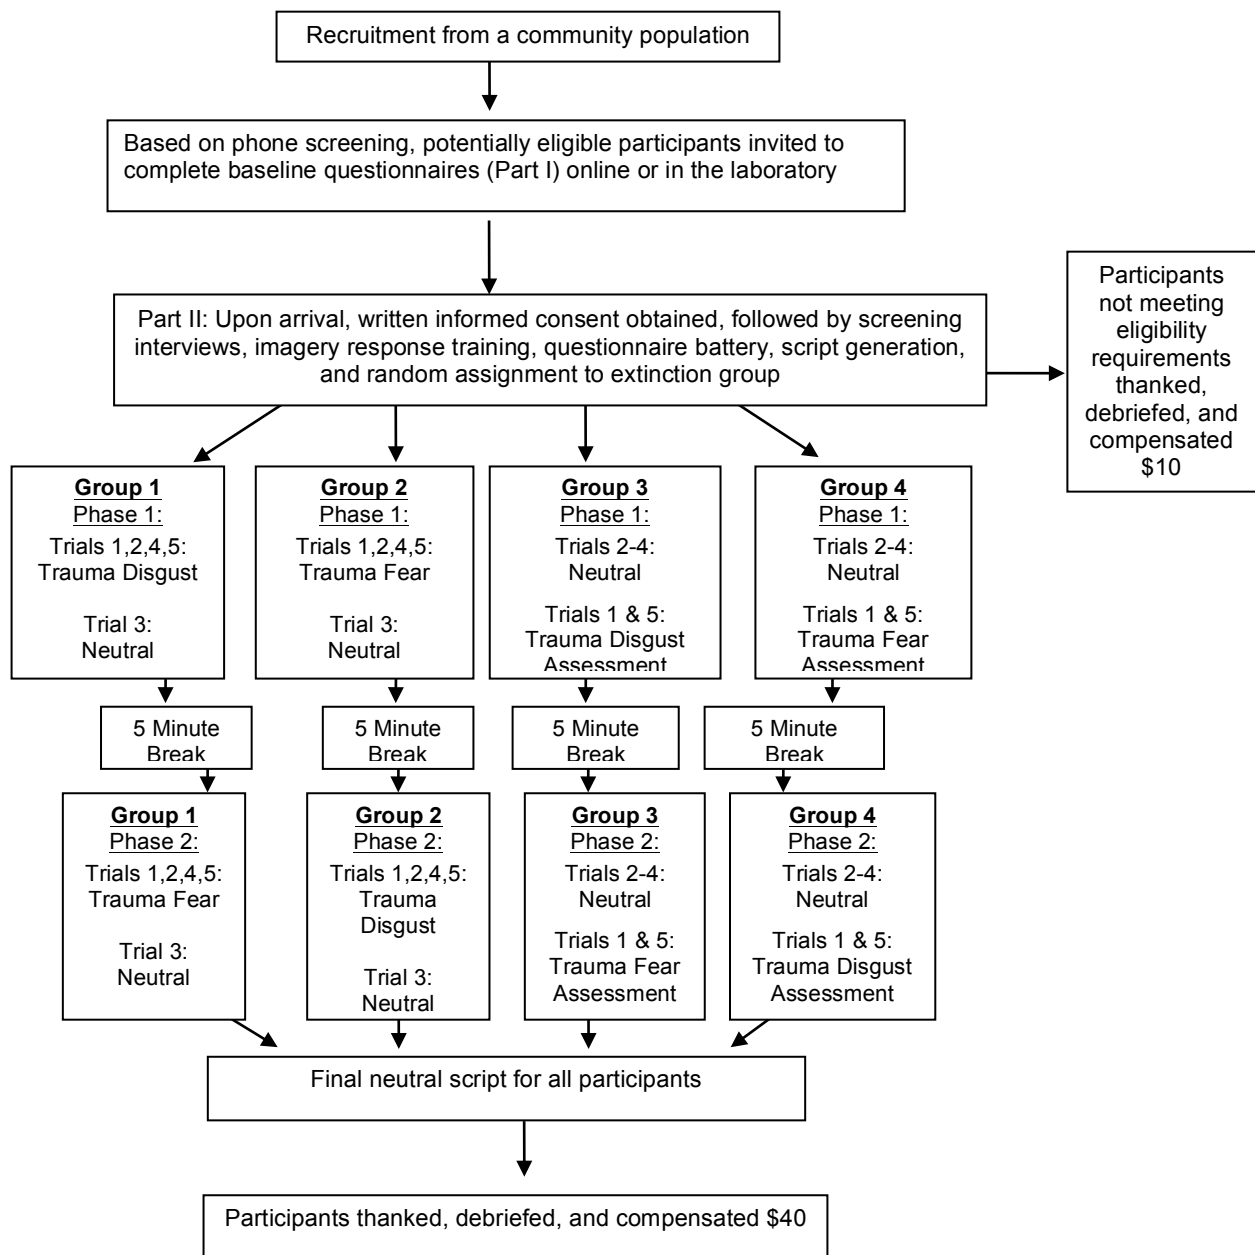 Recruitment from a community population
Based on phone screening, potentially eligible participants invited to
complete baseline questionnaires (Part I) online or in the laboratory
Part II: Upon arrival, written informed consent obtained, followed by screening
interviews, imagery response training, questionnaire battery, script generation,
and random assignment to extinction group
Participants
not meeting
eligibility
requirements
thanked,
debriefed, and
compensated
$10
Group 1
Phase 1:
Trials 1,2,4,5:
Trauma Disgust
Trial 3:
Neutral
Group 2
Phase 1:
Trials 1,2,4,5:
Trauma Fear
Trial 3:
Neutral
Group 3
Phase 1:
Trials 2-4:
Neutral
Trials 1 & 5:
Trauma Disgust
Assessment
Group 4
Phase 1:
Trials 2-4:
Neutral
Trials 1 & 5:
Trauma Fear
Assessment
5 Minute
Break
5 Minute
Break
5 Minute
Break
5 Minute
Break
Group 1
Phase 2:
Trials 1,2,4,5:
Trauma Fear
Trial 3:
Neutral
Group 2
Phase 2:
Trials 1,2,4,5:
Trauma
Disgust
Trial 3:
Neutral
Group 3
Phase 2:
Trials 2-4:
Neutral
Trials 1 & 5:
Trauma Fear
Assessment
Group 4
Phase 2:
Trials 2-4:
Neutral
Trials 1 & 5:
Trauma Disgust
Assessment
Final neutral script for all participants
Participants thanked, debriefed, and compensated $40